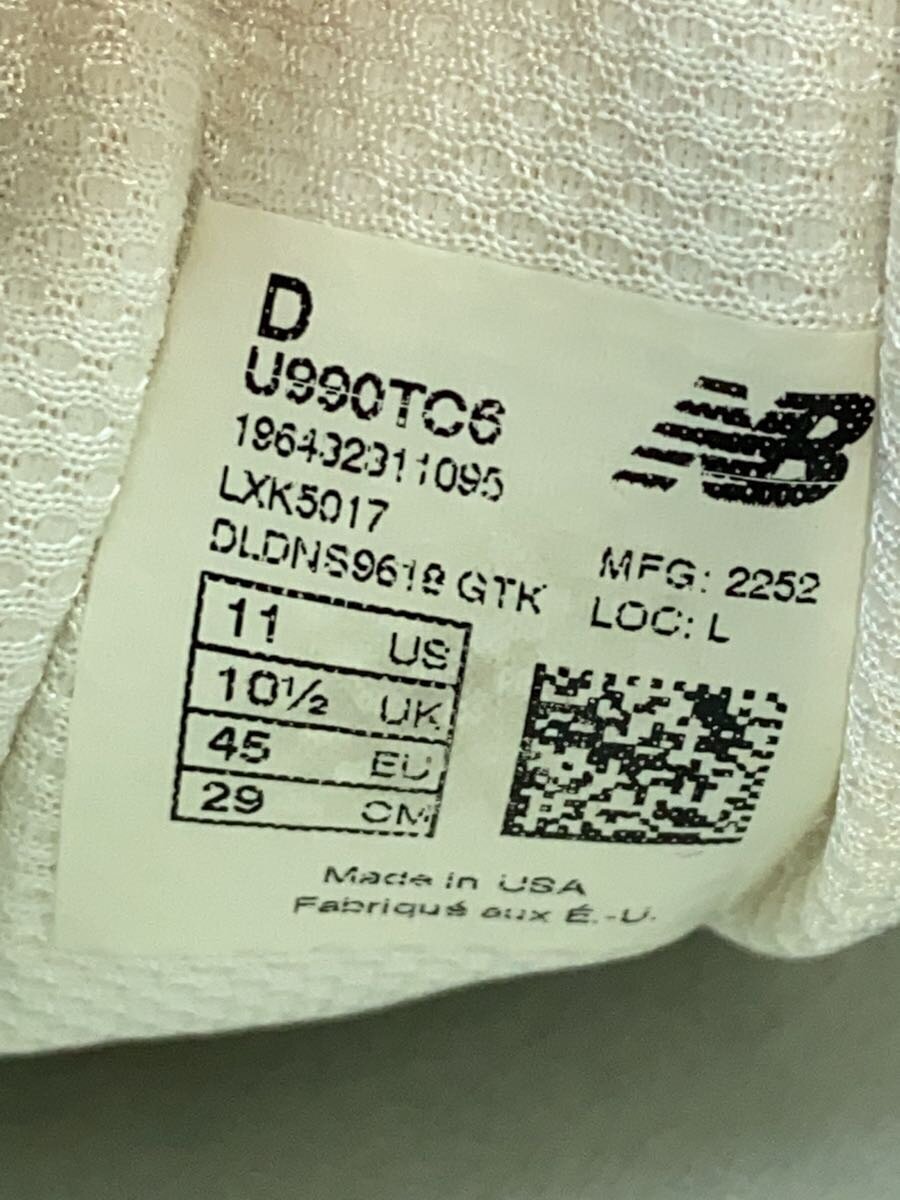 D
U990TC6
196432311095
LXK5017
DLDNS9618 GTK
NB
MFG: 2252
LOC: L
11 US
10½ UK
45 EU
29 CM
Made in USA
Fabriqué aux É.-U.